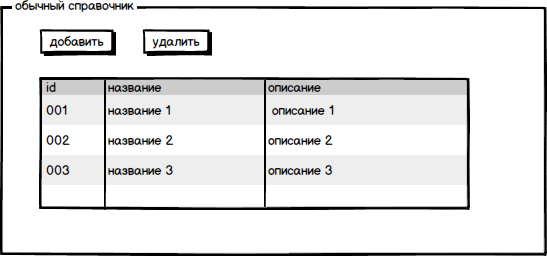 обычный справочник
добавить удалить
id название описание
001 название 1 описание 1
002 название 2 описание 2
003 название 3 описание 3